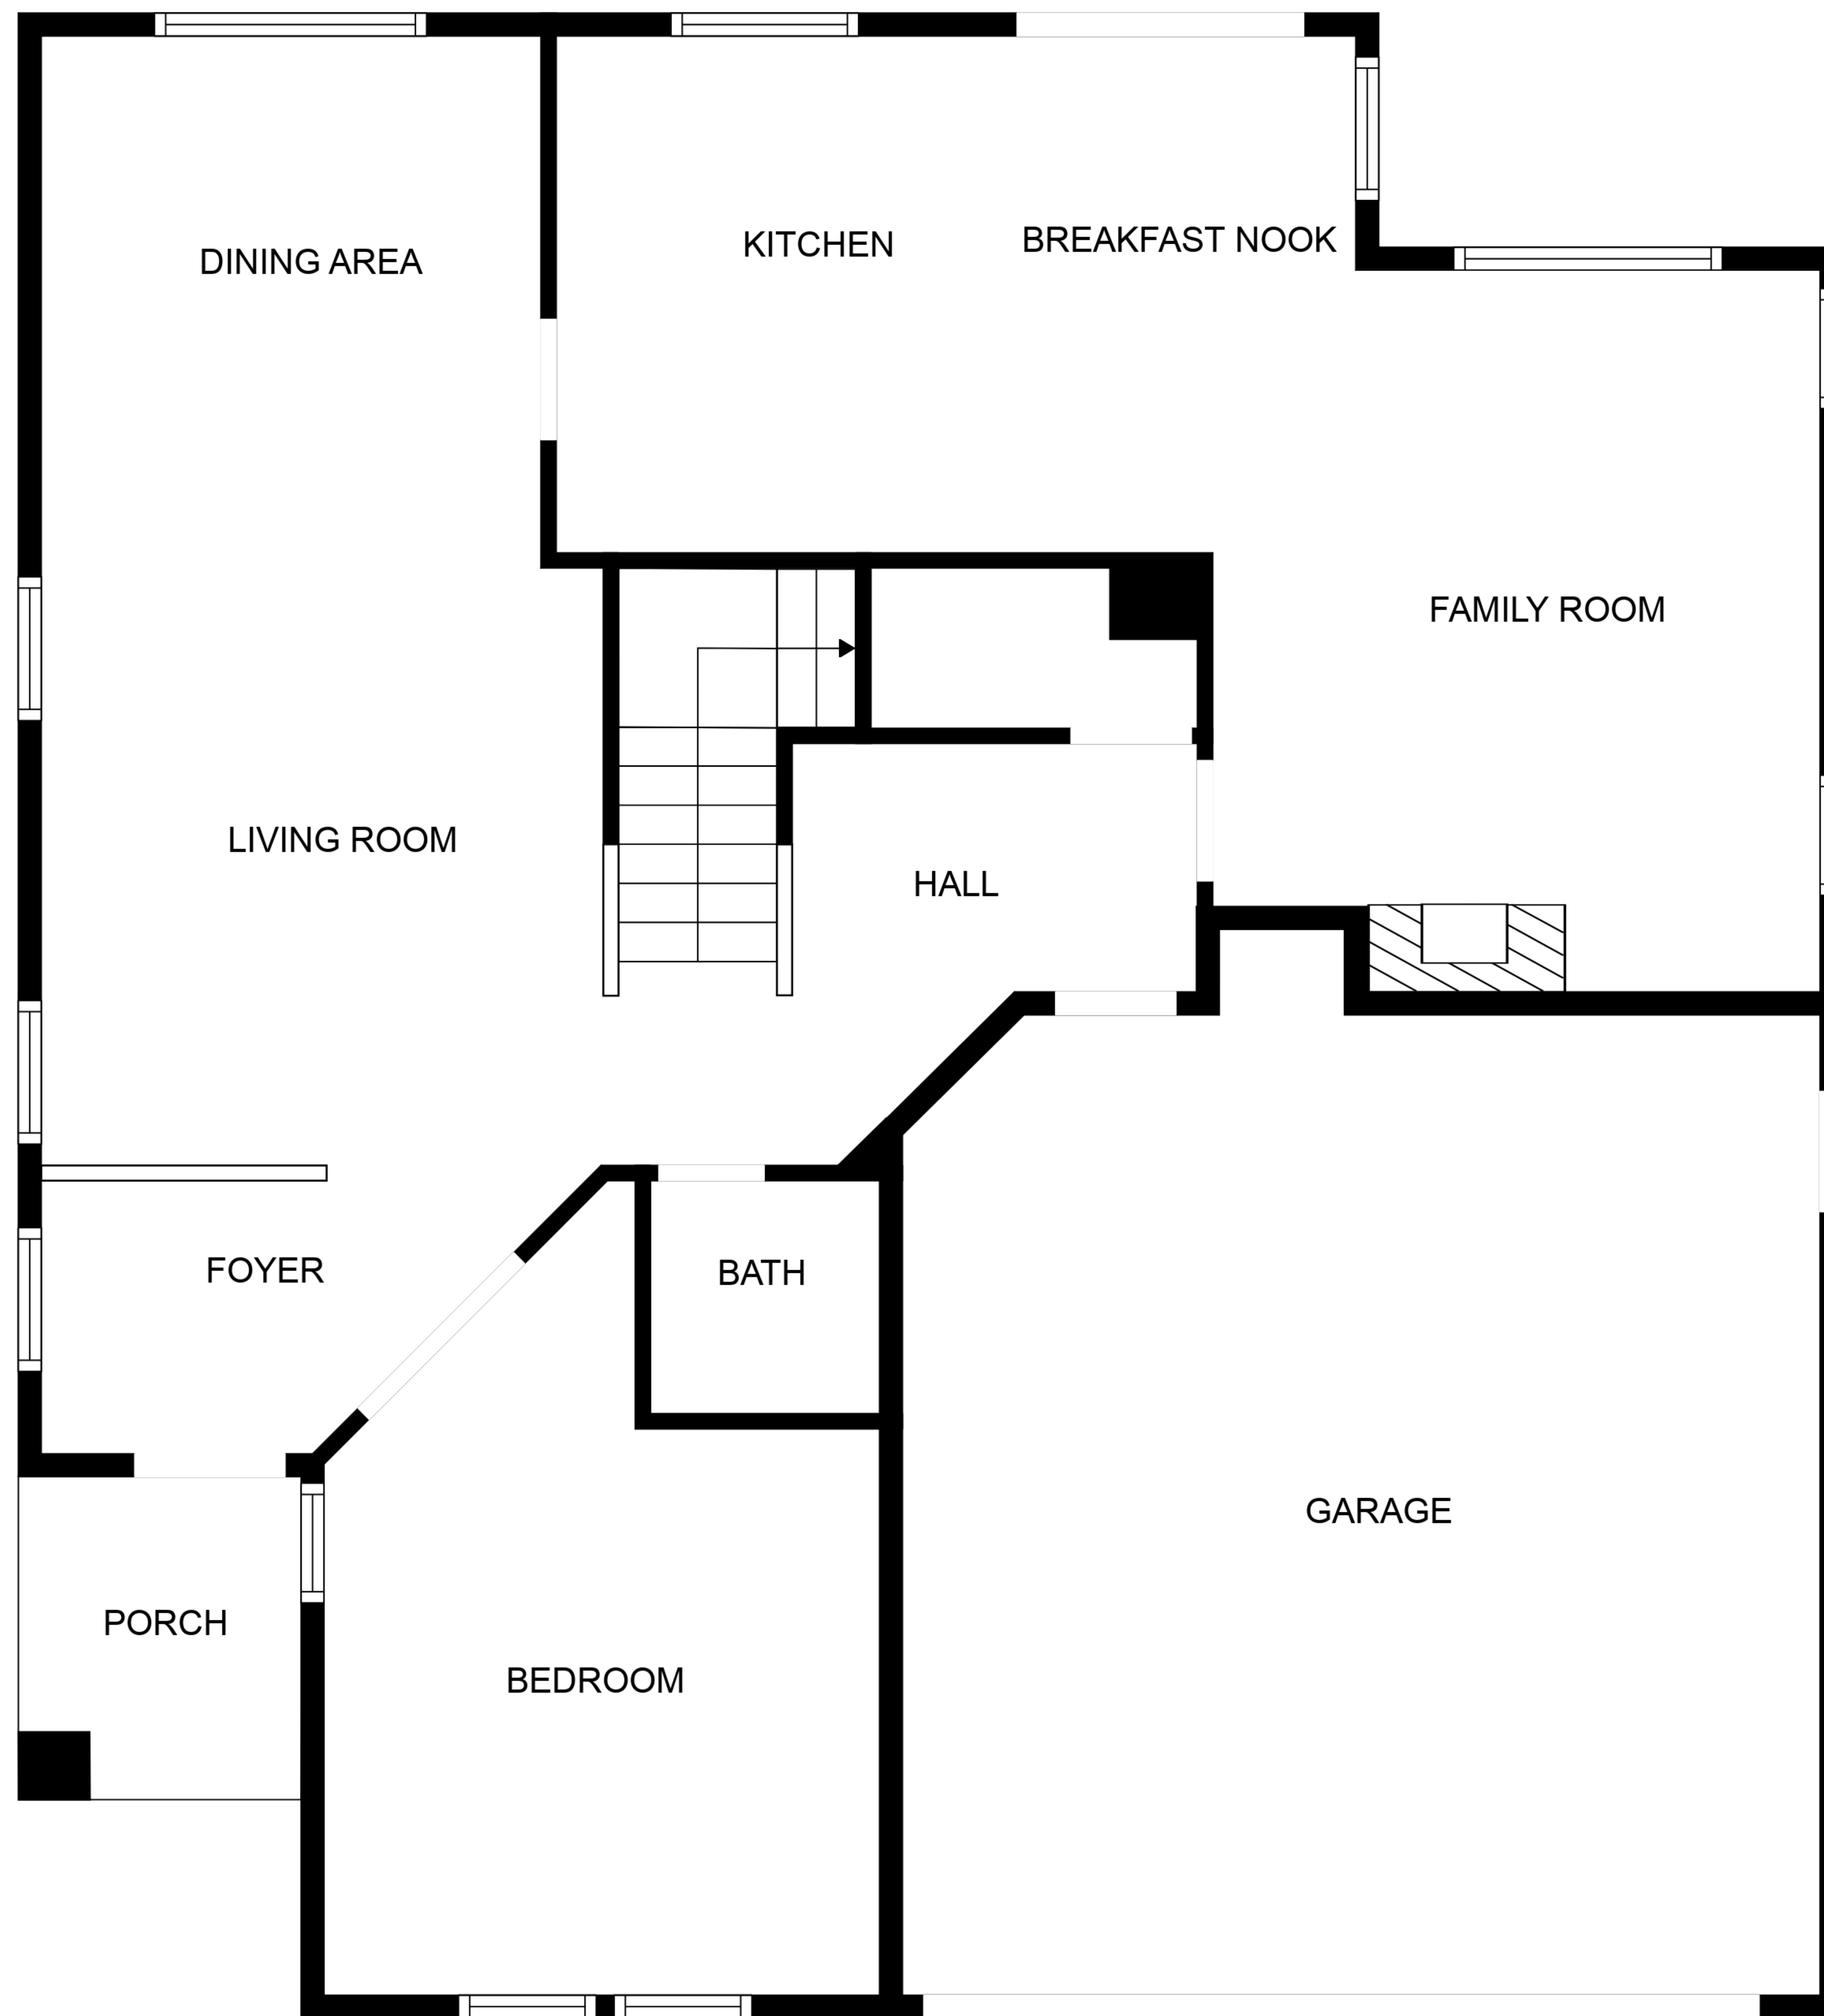 BREAKFAST NOOK
KITCHEN
DINING AREA
FAMILY ROOM
LIVING ROOM
HALL
FOYER
BATH
GARAGE
PORCH
BEDROOM